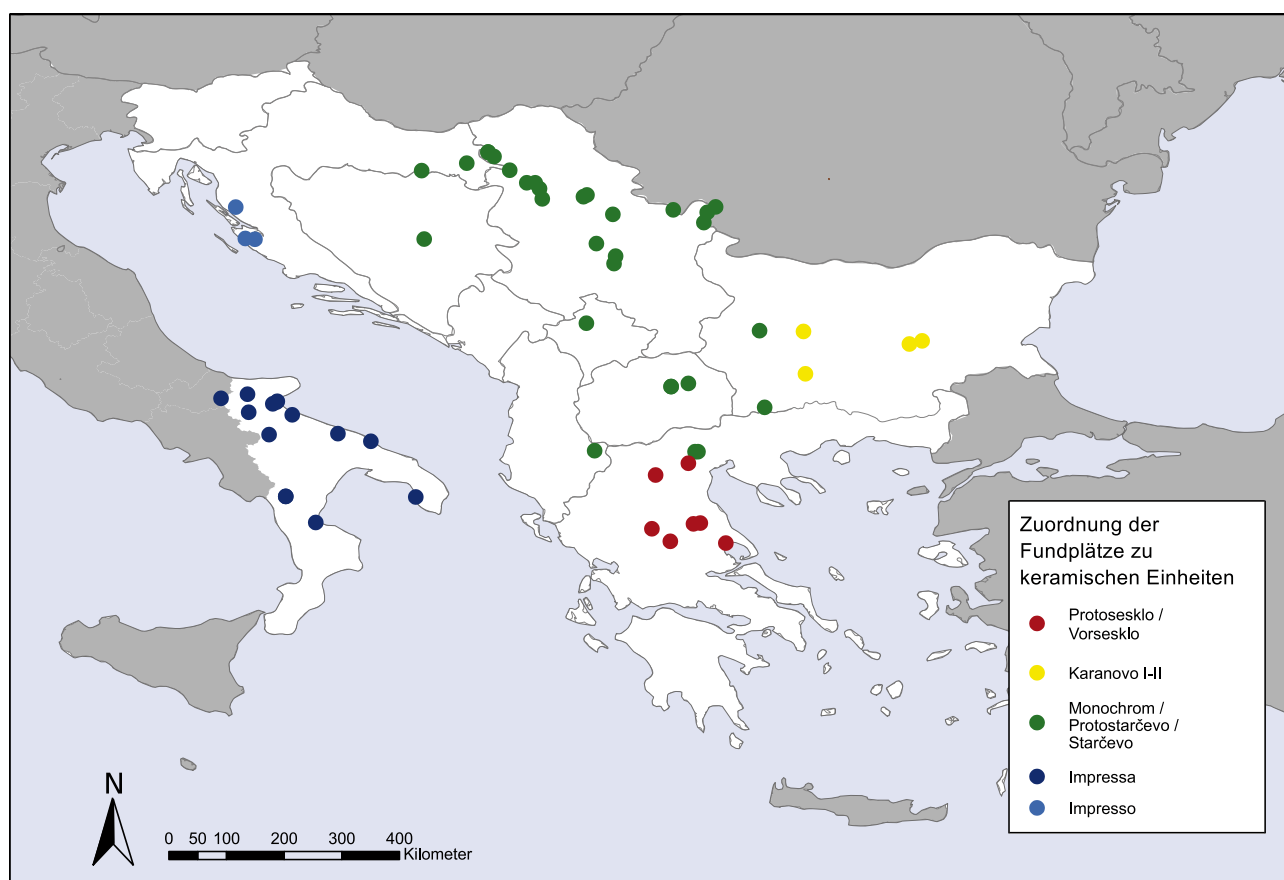 Zuordnung der
Fundplätze zu
keramischen Einheiten
Protosesklo /
Vorsesklo
Karanovo I-II
Monochrom /
Protostarčevo /
Starčevo
Impressa
Impresso
N
0 50 100 200 300 400
Kilometer